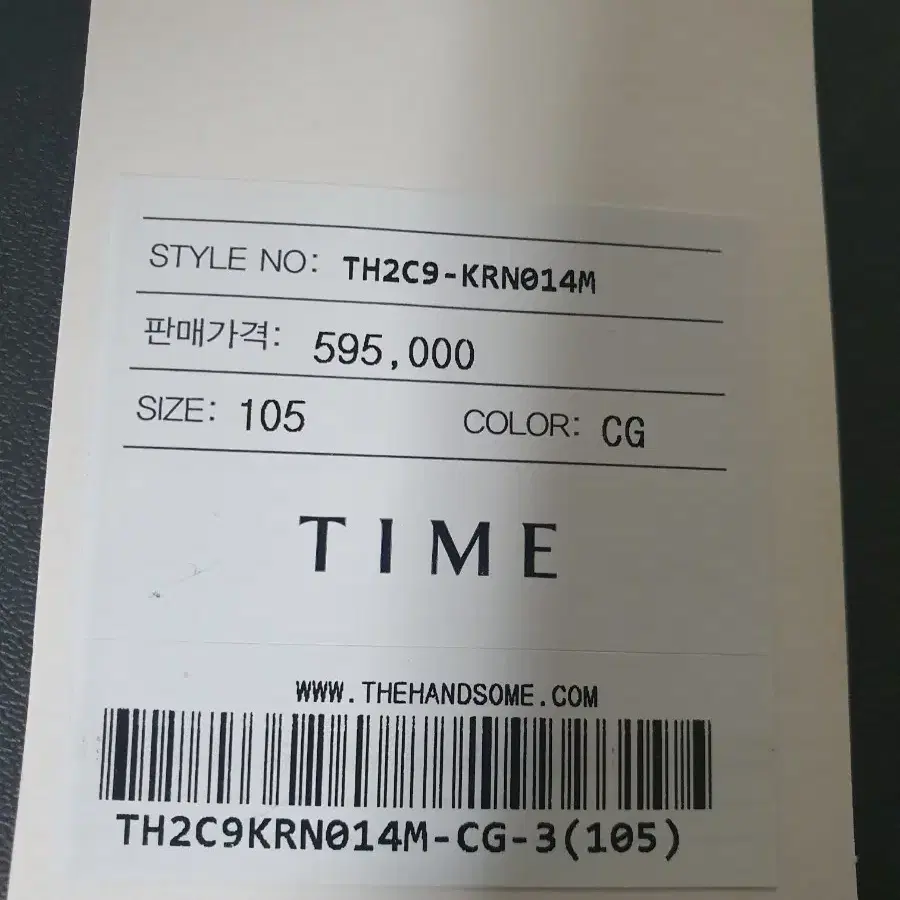 STYLE NO: TH2C9-KRN014M
판매가격: 595,000
SIZE: 105 COLOR: CG
TIME
WWW.THEHANDSOME.COM
TH2C9KRN014M-CG-3(105)